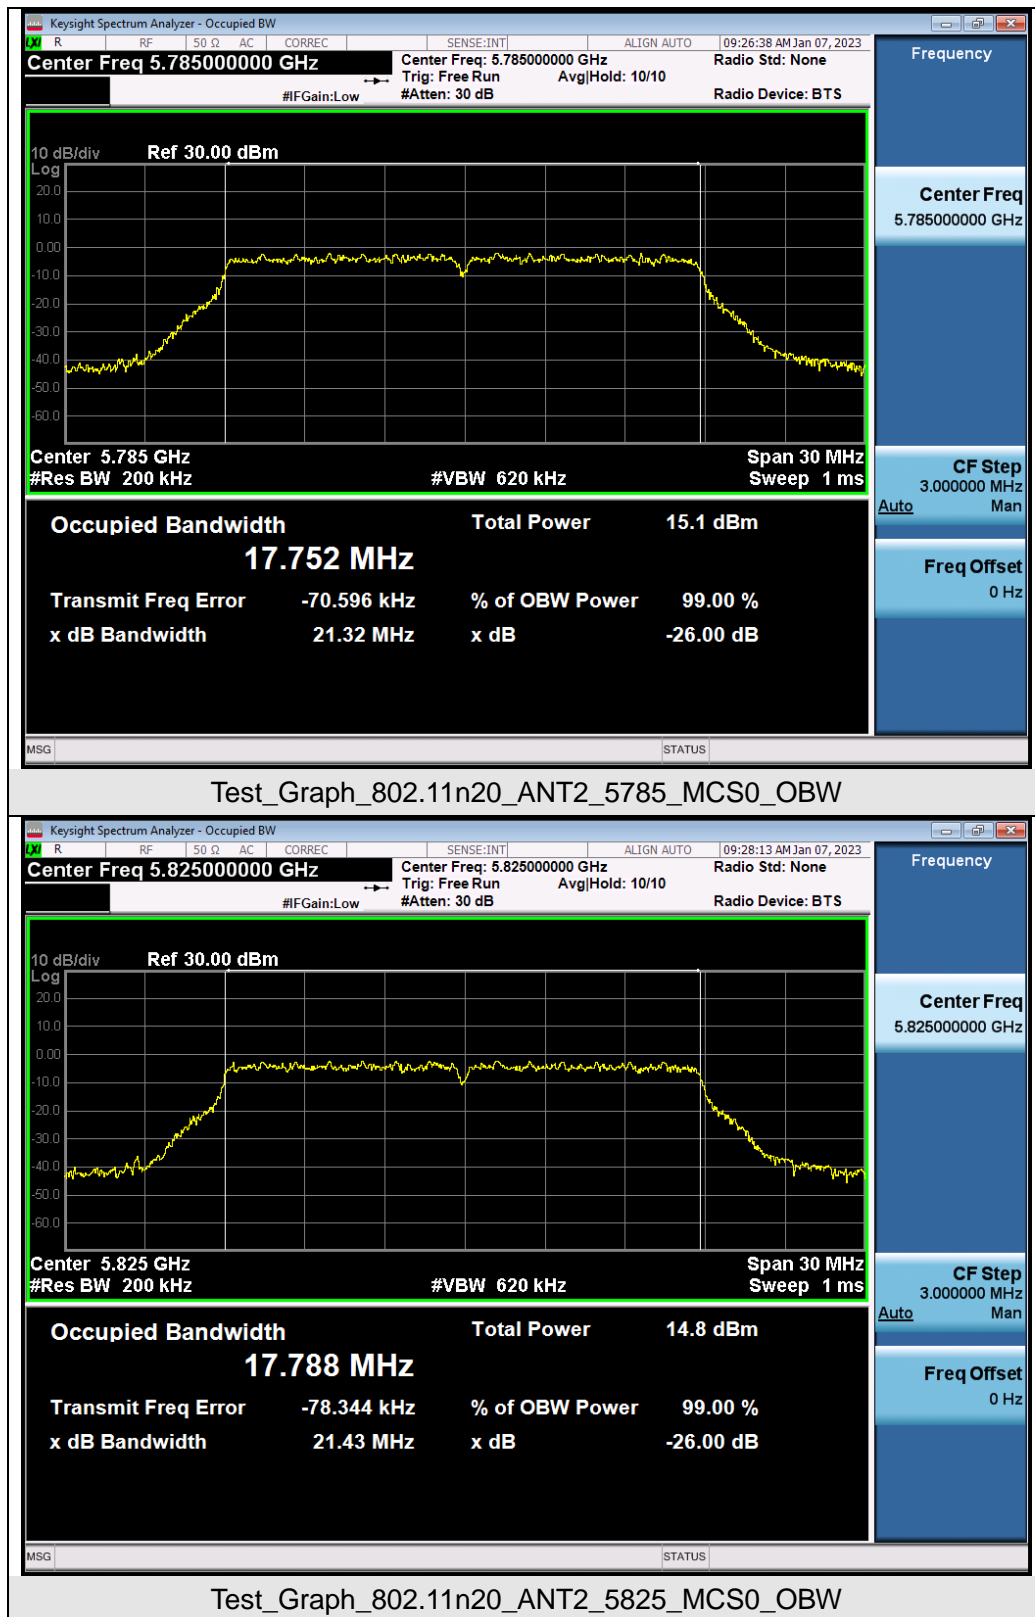 Keysight Spectrum Analyzer - Occupied BW
LXI R RF 50 Ω AC CORREC SENSE:INT ALIGN AUTO 09:26:38 AM Jan 07, 2023
Center Freq 5.785000000 GHz
Center Freq: 5.785000000 GHz
Radio Std: None
Trig: Free Run Avg|Hold: 10/10
#IFGain:Low
#Atten: 30 dB
Radio Device: BTS
Frequency
10 dB/div Ref 30.00 dBm
Log
20.0
10.0
0.00
-10.0
-20.0
-30.0
-40.0
-50.0
-60.0
Center Freq
5.785000000 GHz
Center 5.785 GHz
Span 30 MHz
#Res BW 200 kHz
#VBW 620 kHz
Sweep 1 ms
CF Step
3.000000 MHz
Auto Man
Occupied Bandwidth
Total Power 15.1 dBm
17.752 MHz
Transmit Freq Error -70.596 kHz
% of OBW Power 99.00 %
x dB Bandwidth 21.32 MHz
x dB -26.00 dB
Freq Offset
0 Hz
MSG
STATUS
Test_Graph_802.11n20_ANT2_5785_MCS0_OBW
Keysight Spectrum Analyzer - Occupied BW
LXI R RF 50 Ω AC CORREC SENSE:INT ALIGN AUTO 09:28:13 AM Jan 07, 2023
Center Freq 5.825000000 GHz
Center Freq: 5.825000000 GHz
Radio Std: None
Trig: Free Run Avg|Hold: 10/10
#IFGain:Low
#Atten: 30 dB
Radio Device: BTS
Frequency
10 dB/div Ref 30.00 dBm
Log
20.0
10.0
0.00
-10.0
-20.0
-30.0
-40.0
-50.0
-60.0
Center Freq
5.825000000 GHz
Center 5.825 GHz
Span 30 MHz
#Res BW 200 kHz
#VBW 620 kHz
Sweep 1 ms
CF Step
3.000000 MHz
Auto Man
Occupied Bandwidth
Total Power 14.8 dBm
17.788 MHz
Transmit Freq Error -78.344 kHz
% of OBW Power 99.00 %
x dB Bandwidth 21.43 MHz
x dB -26.00 dB
Freq Offset
0 Hz
MSG
STATUS
Test_Graph_802.11n20_ANT2_5825_MCS0_OBW